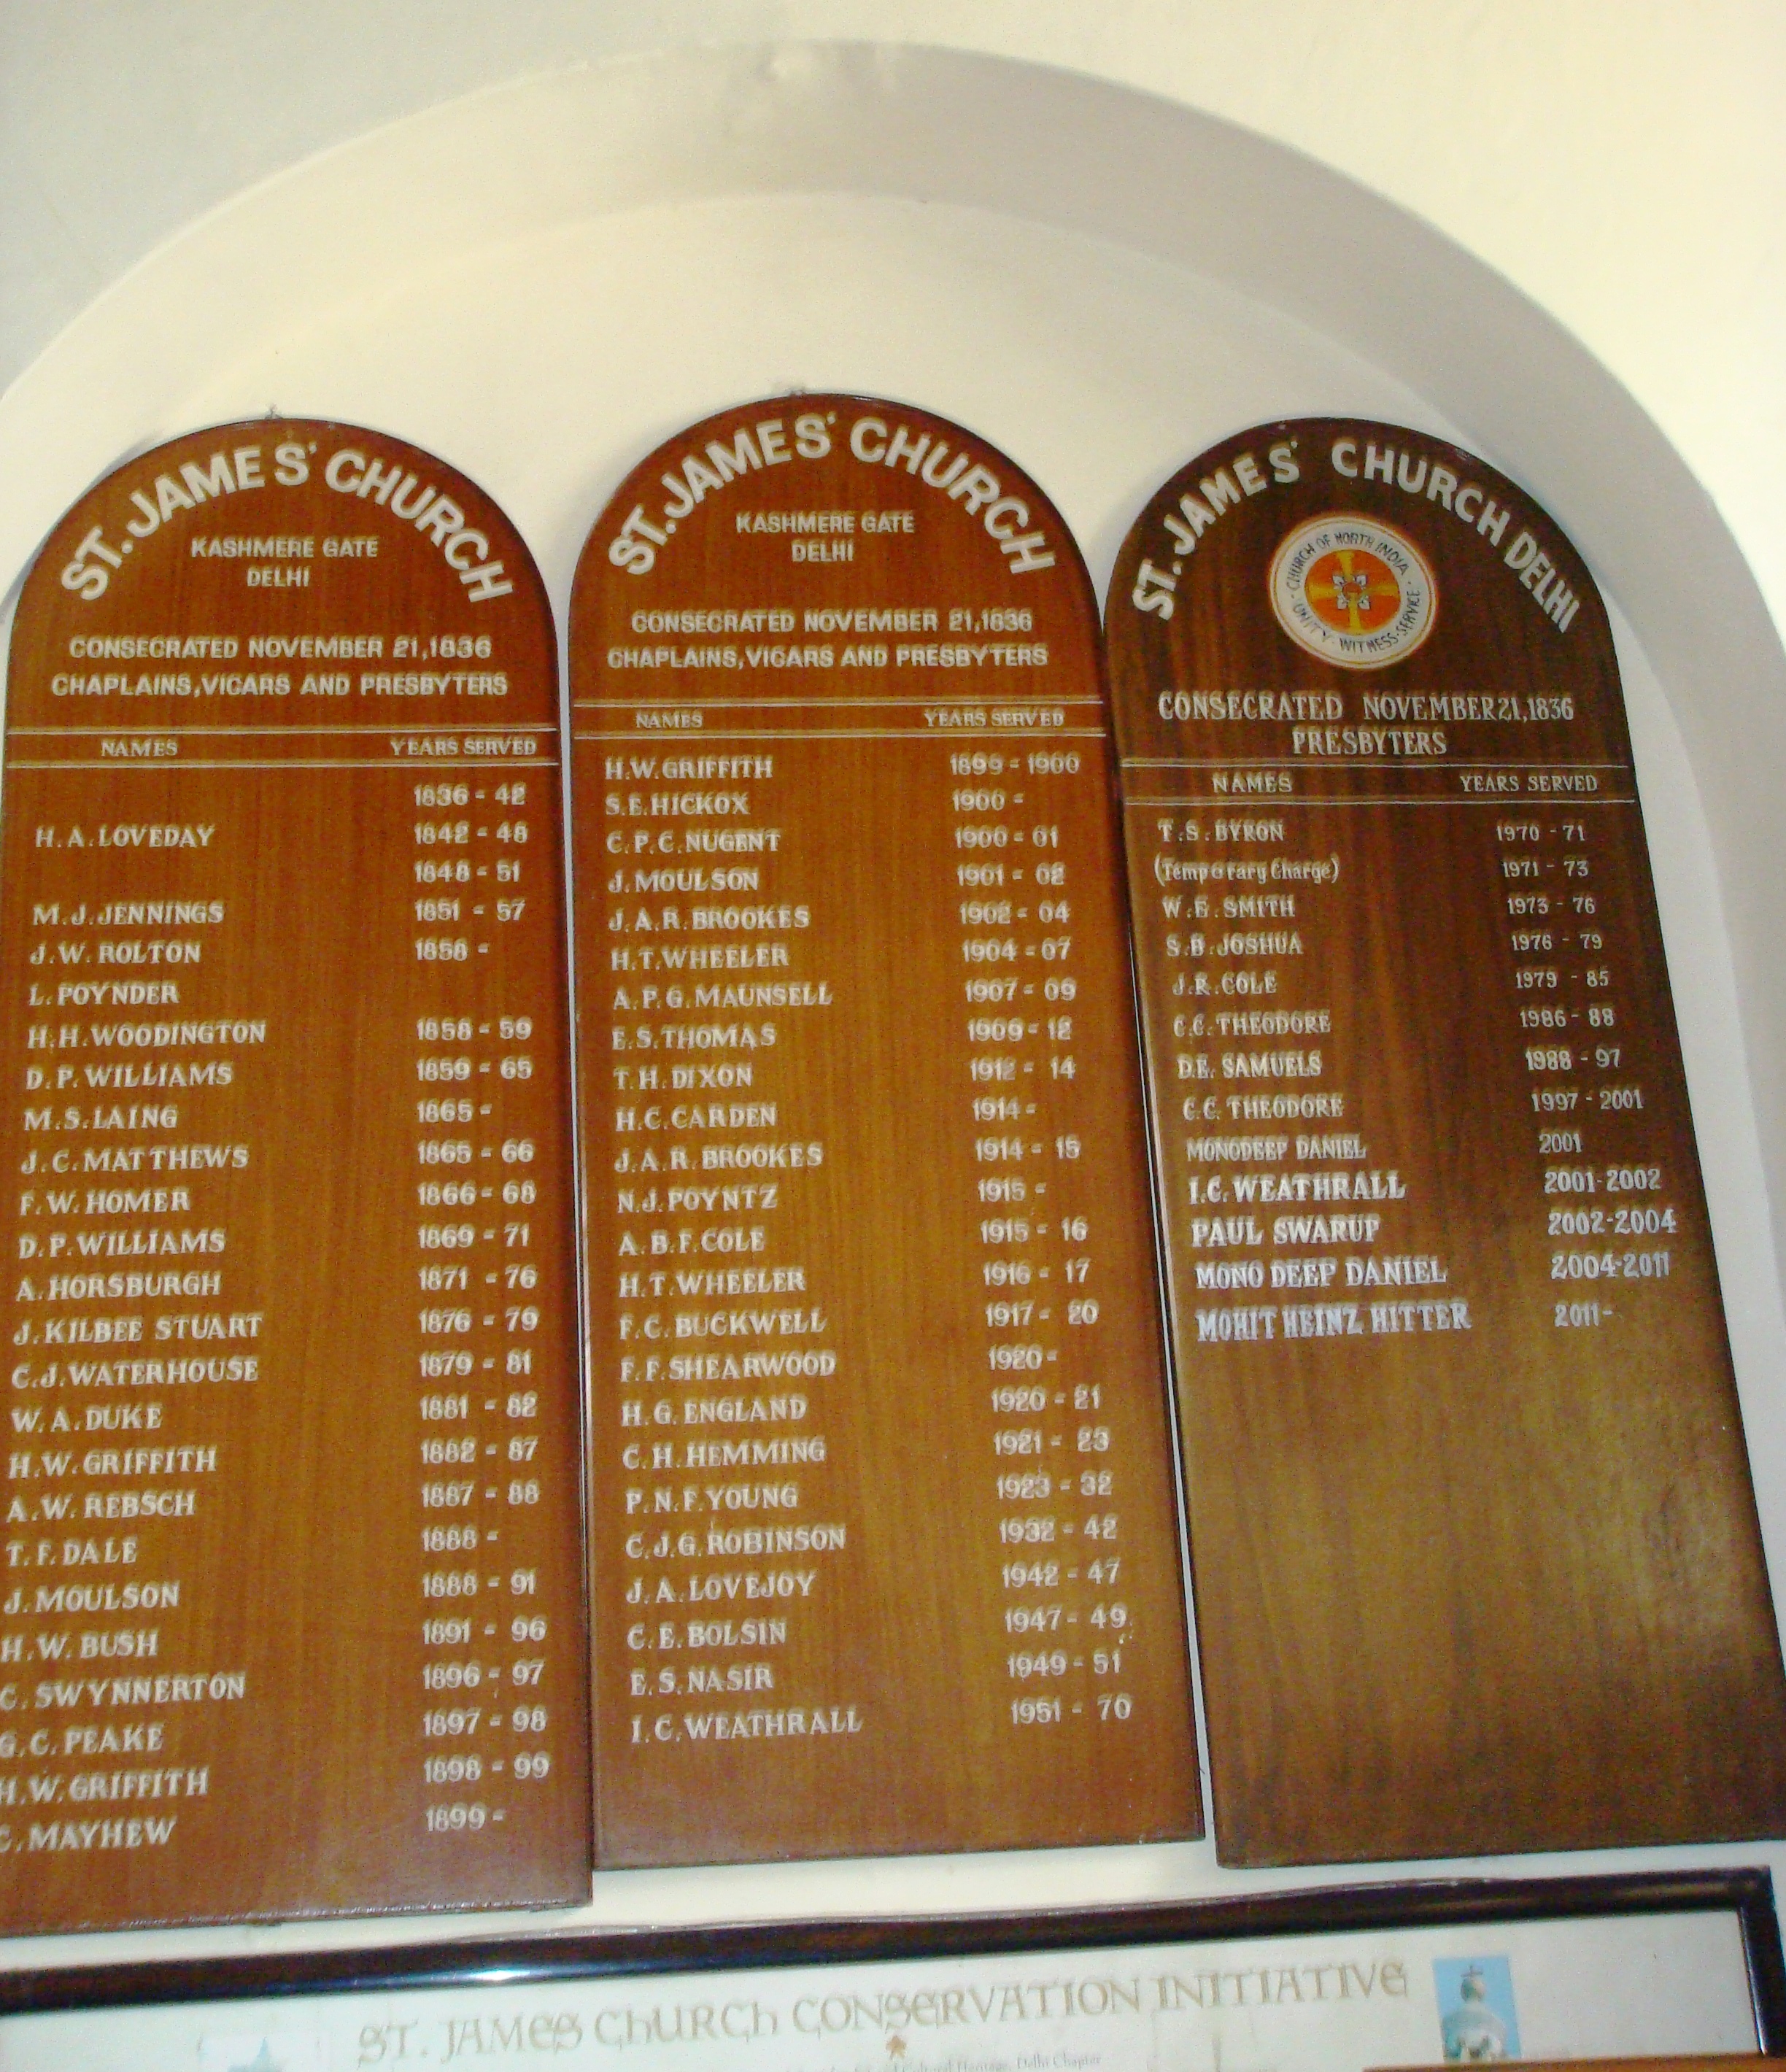 ST. JAMES' CHURCH
KASHMERE GATE
DELHI
CONSECRATED NOVEMBER 21,1836
CHAPLAINS, VICARS AND PRESBYTERS
NAMES YEARS SERVED
1836 - 42
H. A. LOVEDAY 1842 - 48
1848 - 51
M. J. JENNINGS 1851 - 57
J. W. ROLTON 1858 -
L. POYNDER
H. H. WOODINGTON 1858 - 59
D. P. WILLIAMS 1859 - 65
M. S. LAING 1865 -
J. C. MATTHEWS 1865 - 66
F. W. HOMER 1866 - 68
D. P. WILLIAMS 1869 - 71
A. HORSBURGH 1871 - 76
J. KILBEE STUART 1876 - 79
C. J. WATERHOUSE 1879 - 81
W. A. DUKE 1881 - 82
H. W. GRIFFITH 1882 - 87
A. W. REBSCH 1887 - 88
T. F. DALE 1888 -
J. MOULSON 1888 - 91
H. W. BUSH 1891 - 96
C. SWYNNERTON 1896 - 97
G. C. PEAKE 1897 - 98
H. W. GRIFFITH 1898 - 99
C. MAYHEW 1899 -
ST. JAMES' CHURCH
KASHMERE GATE
DELHI
CONSECRATED NOVEMBER 21,1836
CHAPLAINS, VICARS AND PRESBYTERS
NAMES YEARS SERVED
H. W. GRIFFITH 1899 - 1900
S. E. HICKOX 1900 -
C. P. C. NUGENT 1900 - 01
J. MOULSON 1901 - 02
J. A. R. BROOKES 1902 - 04
H. T. WHEELER 1904 - 07
A. P. G. MAUNSELL 1907 - 09
E. S. THOMAS 1909 - 12
T. H. DIXON 1912 - 14
H. C. CARDEN 1914 -
J. A. R. BROOKES 1914 - 15
N. J. POYNTZ 1915 -
A. B. F. COLE 1915 - 16
H. T. WHEELER 1916 - 17
F. C. BUCKWELL 1917 - 20
F. F. SHEARWOOD 1920 -
H. G. ENGLAND 1920 - 21
C. H. HEMMING 1921 - 23
P. N. F. YOUNG 1923 - 32
C. J. G. ROBINSON 1932 - 42
J. A. LOVEJOY 1942 - 47
C. E. BOLSIN 1947 - 49
E. S. NASIR 1949 - 51
I. C. WEATHRALL 1951 - 70
ST. JAMES' CHURCH DELHI
CHURCH OF NORTH INDIA
UNITY · WITNESS · SERVICE
CONSECRATED NOVEMBER 21,1836
PRESBYTERS
NAMES YEARS SERVED
T. S. BYRON 1970 - 71
(Temporary Charge) 1971 - 73
W. E. SMITH 1973 - 76
S. B. JOSHUA 1976 - 79
J. R. COLE 1979 - 85
C. C. THEODORE 1986 - 88
D.E. SAMUELS 1988 - 97
C. C. THEODORE 1997 - 2001
MONODEEP DANIEL 2001
I.C. WEATHRALL 2001-2002
PAUL SWARUP 2002-2004
MONO DEEP DANIEL 2004-2011
MOHIT HEINZ HITTER 2011-
ST. JAMES CHURCH CONSERVATION INITIATIVE
Cultural Heritage, Delhi Chapter